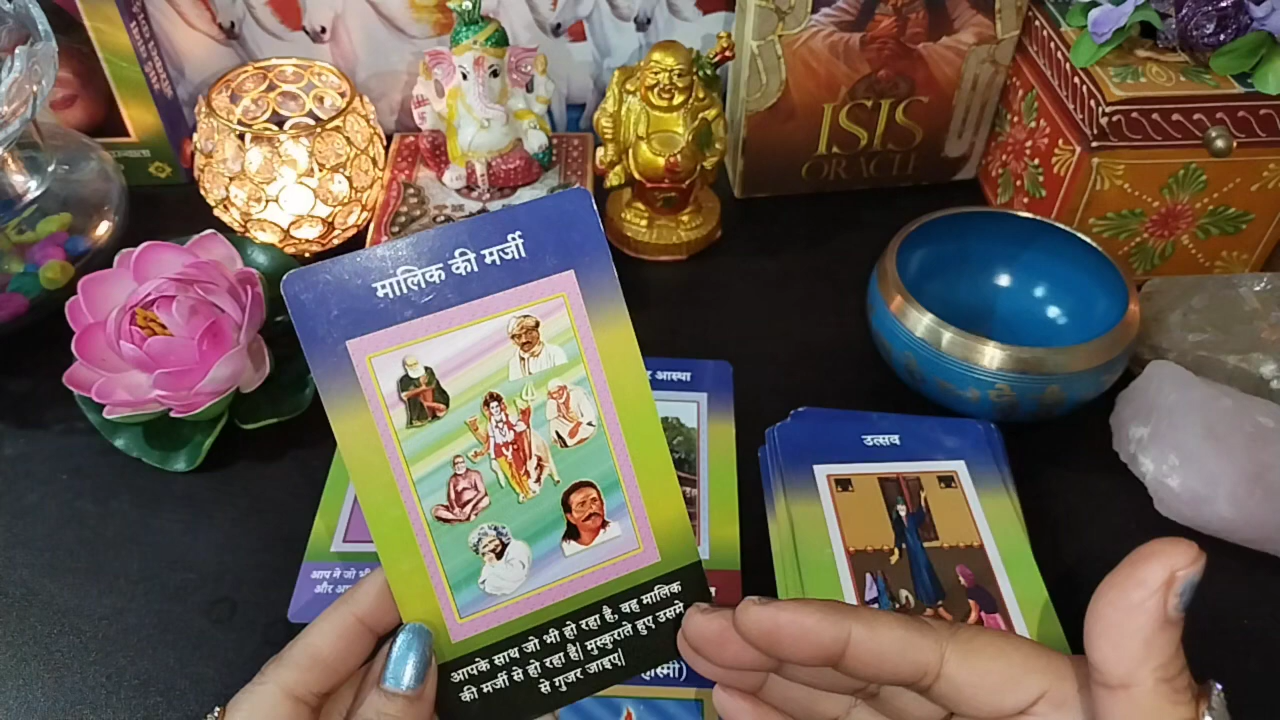 ISIS
ORACLE
मालिक की मर्जी
आस्था
उत्सव
आप ने जो भी
और
आपके साथ जो भी हो रहा है, वह मालिक
की मर्जी से हो रहा है| मुस्कुराते हुए उसमे
से गुजर जाइए|